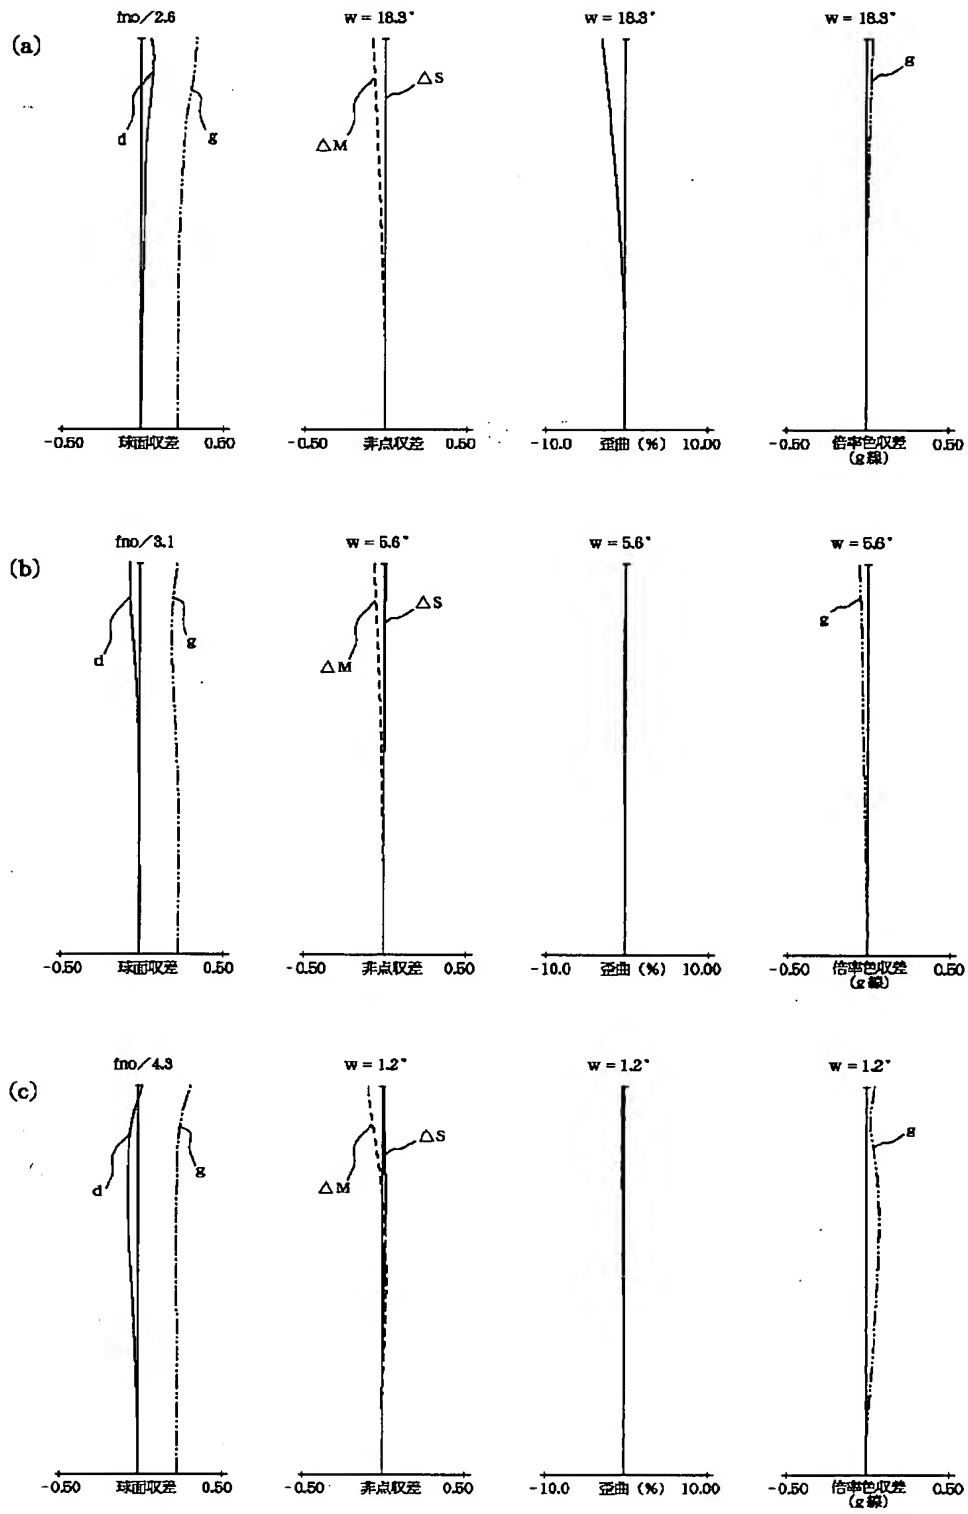 (a)
fno/2.6
w = 18.3°
w = 18.3°
w = 18.3°
d
g
△M
△S
g
-0.50 球面収差 0.50
-0.50 非点収差 0.50
-10.0 歪曲 (%) 10.00
-0.50 倍率色収差 0.50
(g線)
(b)
fno/3.1
w = 5.6°
w = 5.6°
w = 5.6°
d
g
△M
△S
g
-0.50 球面収差 0.50
-0.50 非点収差 0.50
-10.0 歪曲 (%) 10.00
-0.50 倍率色収差 0.50
(g線)
(c)
fno/4.3
w = 1.2°
w = 1.2°
w = 1.2°
d
g
△M
△S
g
-0.50 球面収差 0.50
-0.50 非点収差 0.50
-10.0 歪曲 (%) 10.00
-0.50 倍率色収差 0.50
(g線)